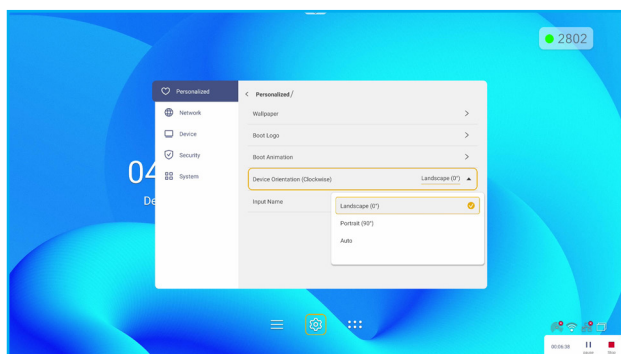 2802
Personalized
Network
Device
Security
System
Personalized/
Wallpaper
Boot Logo
Boot Animation
Device Orientation (Clockwise) Landscape (0°)
Input Name
Landscape (0°)
Portrait (90°)
Auto
04
De
00:06:38 pause Stop